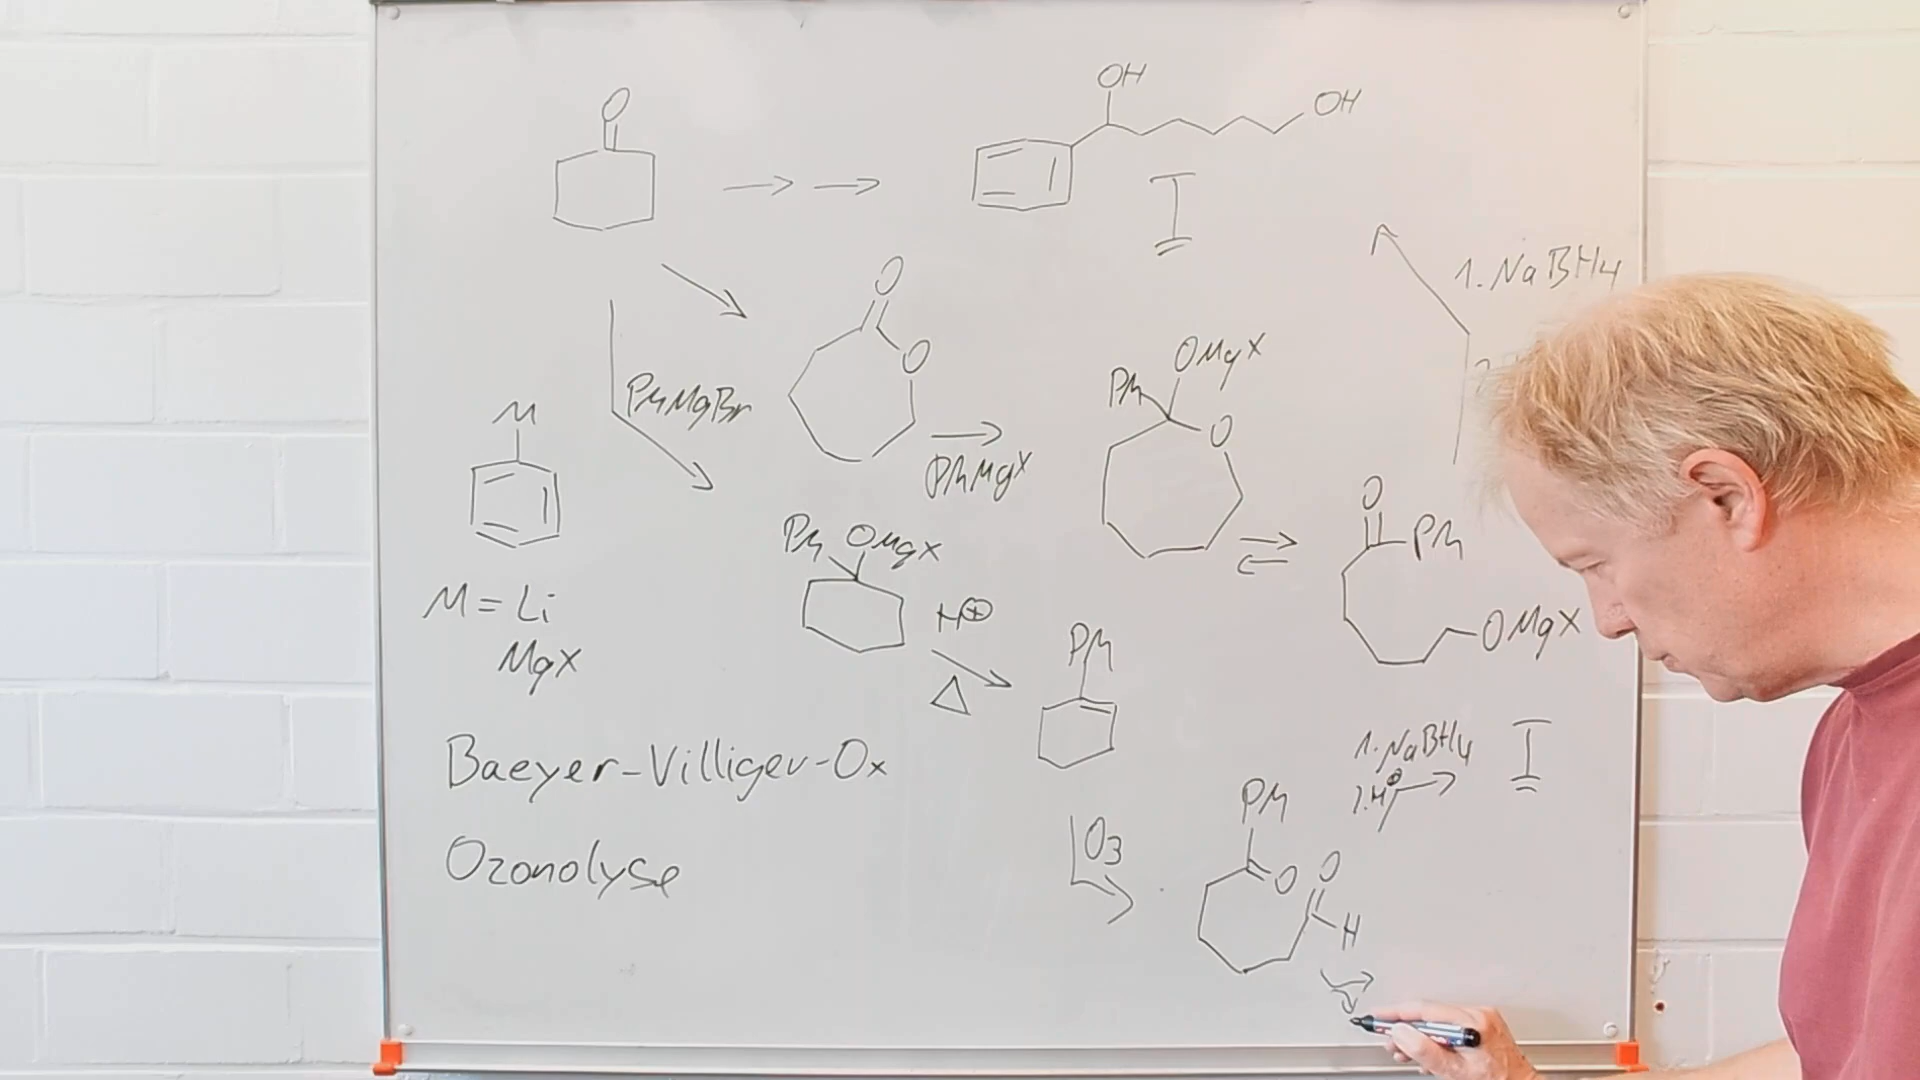 O
OH
OH
I
O
O
1. NaBH4
PhMgBr
M
PhMgX
Ph
OMgX
O
O
Ph
OMgX
Ph OMgX
H⊕
△
M = Li
MgX
Ph
Baeyer-Villiger-Ox
1. NaBH4
2. H⊕
I
Ozonolyse
O3
Ph
O
O
H